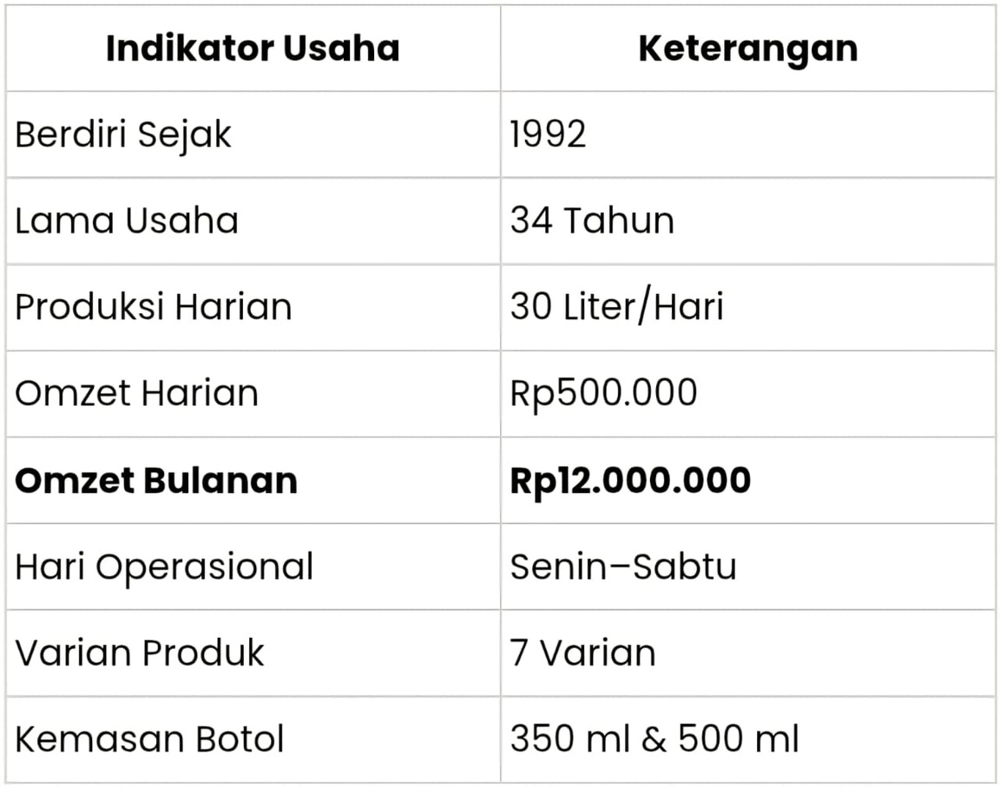 Indikator Usaha Keterangan
Berdiri Sejak 1992
Lama Usaha 34 Tahun
Produksi Harian 30 Liter/Hari
Omzet Harian Rp500.000
Omzet Bulanan Rp12.000.000
Hari Operasional Senin–Sabtu
Varian Produk 7 Varian
Kemasan Botol 350 ml & 500 ml